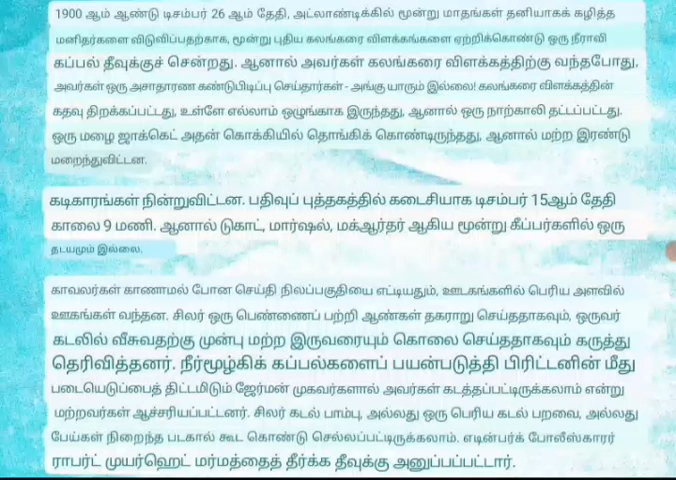 1900 ஆம் ஆண்டு டிசம்பர் 26 ஆம் தேதி, அட்லாண்டிக்கில் மூன்று மாதங்கள் தனியாகக் கழித்த
மனிதர்களை விடுவிப்பதற்காக, மூன்று புதிய கலங்கரை விளக்கங்களை ஏற்றிக்கொண்டு ஒரு நீராவி
கப்பல் தீவுக்குச் சென்றது. ஆனால் அவர்கள் கலங்கரை விளக்கத்திற்கு வந்தபோது,
அவர்கள் ஒரு அசாதாரண கண்டுபிடிப்பு செய்தார்கள் - அங்கு யாரும் இல்லை! கலங்கரை விளக்கத்தின்
கதவு திறக்கப்பட்டது, உள்ளே எல்லாம் ஒழுங்காக இருந்தது, ஆனால் ஒரு நாற்காலி தட்டப்பட்டது.
ஒரு மழை ஜாக்கெட் அதன் கொக்கியில் தொங்கிக் கொண்டிருந்தது, ஆனால் மற்ற இரண்டு
மறைந்துவிட்டன.
கடிகாரங்கள் நின்றுவிட்டன. பதிவுப் புத்தகத்தில் கடைசியாக டிசம்பர் 15ஆம் தேதி
காலை 9 மணி. ஆனால் டுகாட், மார்ஷல், மக்ஆர்தர் ஆகிய மூன்று கீப்பர்களில் ஒரு
தடயமும் இல்லை.
காவலர்கள் காணாமல் போன செய்தி நிலப்பகுதியை எட்டியதும், ஊடகங்களில் பெரிய அளவில்
ஊகங்கள் வந்தன. சிலர் ஒரு பெண்ணைப் பற்றி ஆண்கள் தகராறு செய்ததாகவும், ஒருவர்
கடலில் வீசுவதற்கு முன்பு மற்ற இருவரையும் கொலை செய்ததாகவும் கருத்து
தெரிவித்தனர். நீர்மூழ்கிக் கப்பல்களைப் பயன்படுத்தி பிரிட்டனின் மீது
படையெடுப்பைத் திட்டமிடும் ஜேர்மன் முகவர்களால் அவர்கள் கடத்தப்பட்டிருக்கலாம் என்று
மற்றவர்கள் ஆச்சரியப்பட்டனர். சிலர் கடல் பாம்பு, அல்லது ஒரு பெரிய கடல் பறவை, அல்லது
பேய்கள் நிறைந்த படகால் கூட கொண்டு செல்லப்பட்டிருக்கலாம். எடின்பர்க் போலீஸ்காரர்
ராபர்ட் முயர்ஹெட் மர்மத்தைத் தீர்க்க தீவுக்கு அனுப்பப்பட்டார்.